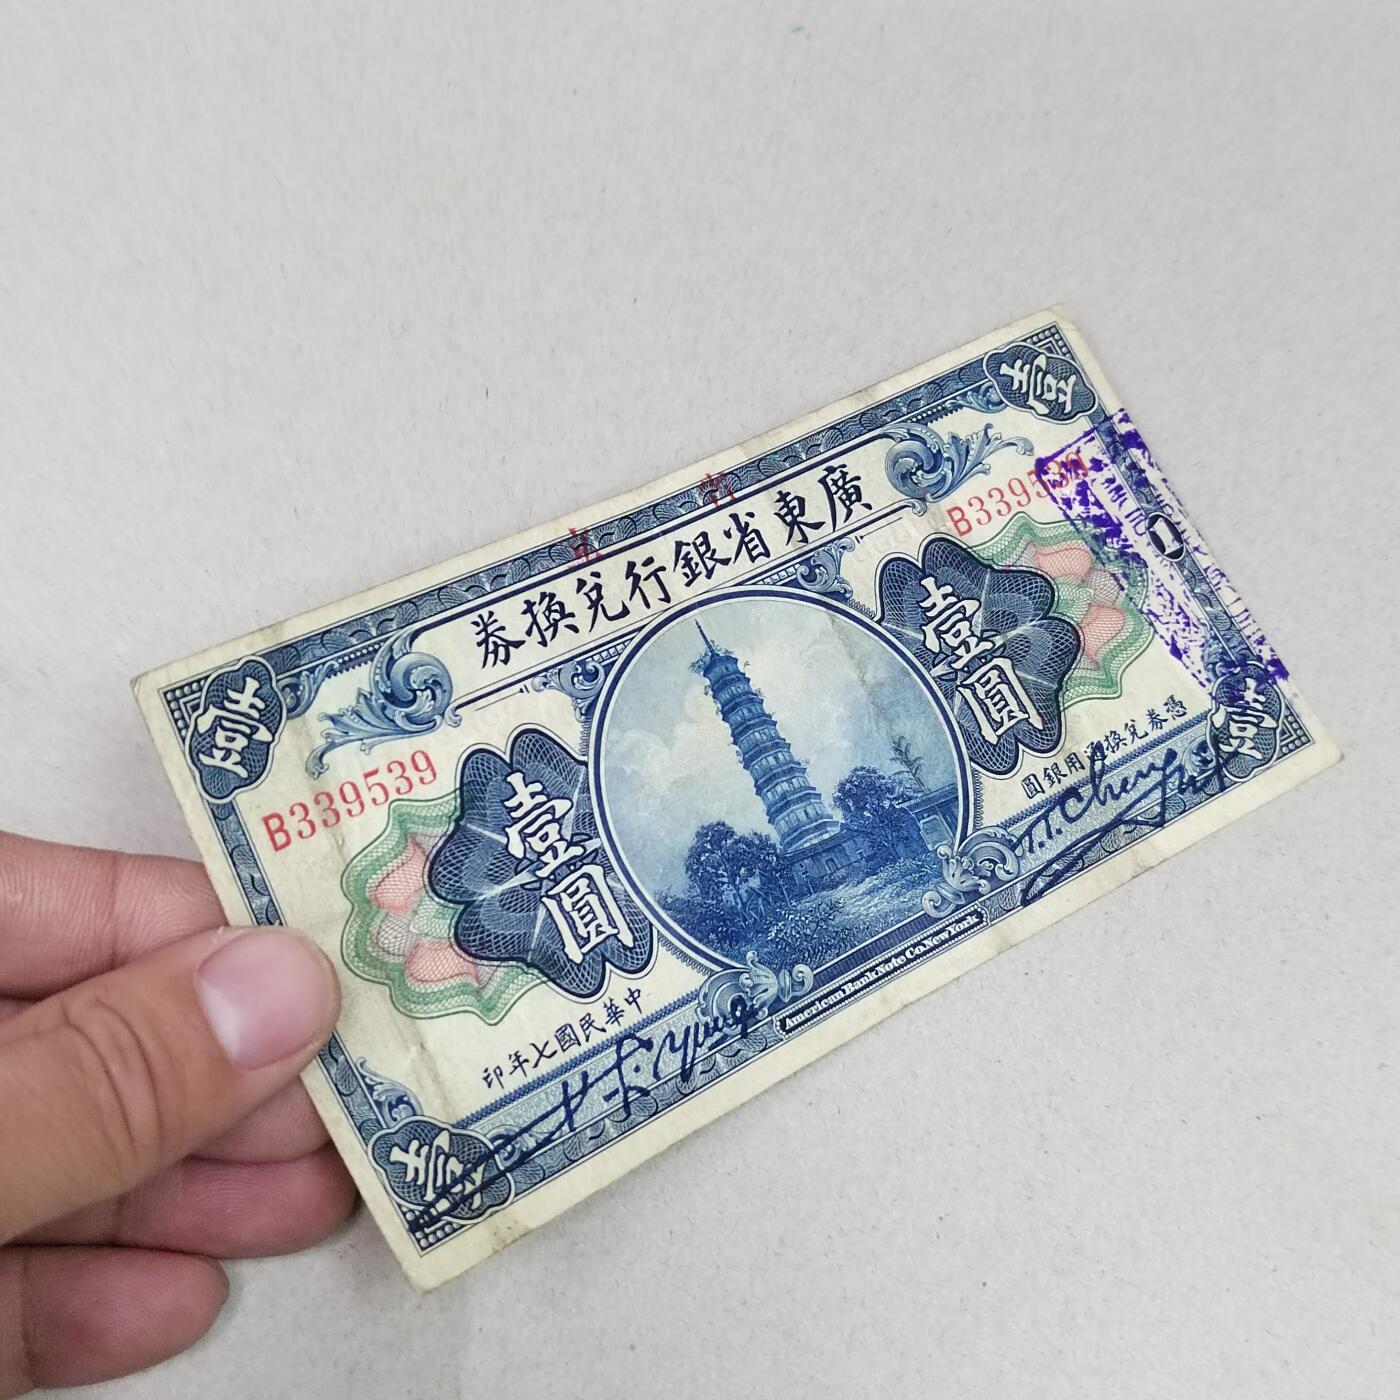 壹
壹
廣東省銀行兌換券
B339539
B339539
壹圓
壹圓
憑券兌換通用銀圓
中華民國七年印
T.T. Cheng
American Bank Note Co. New York.
壹
壹